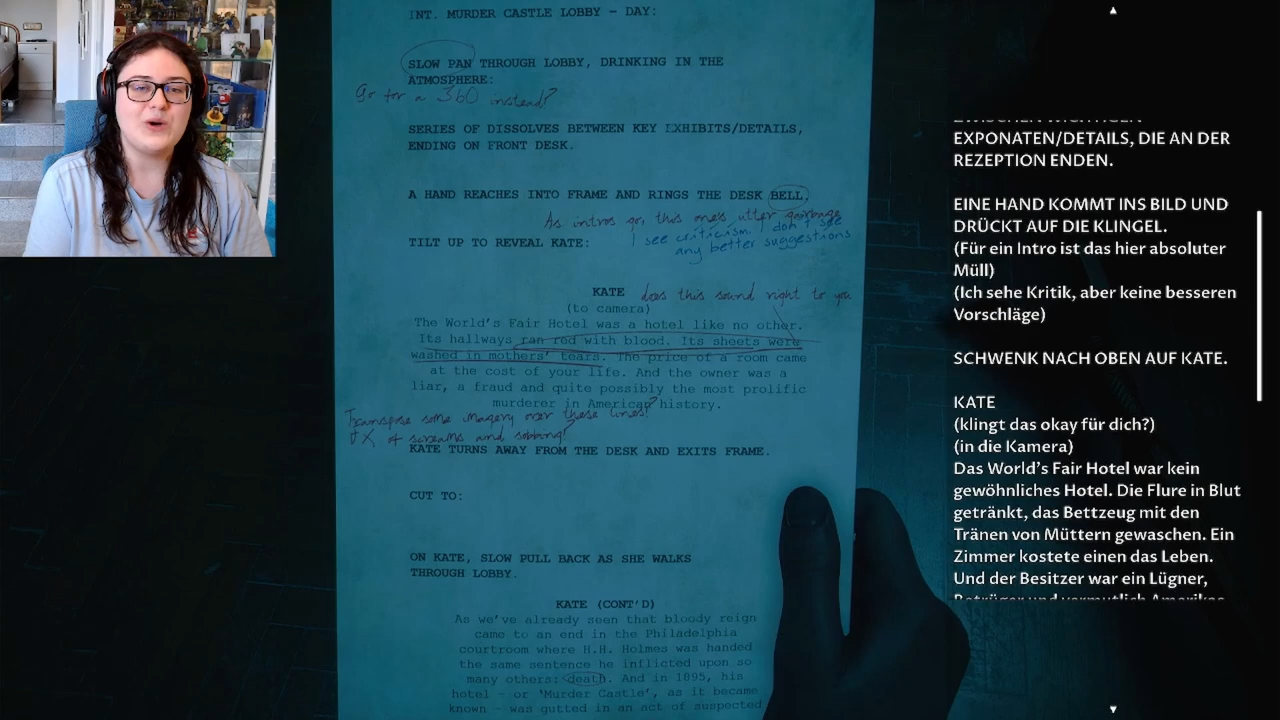 INT. MURDER CASTLE LOBBY - DAY:
SLOW PAN THROUGH LOBBY, DRINKING IN THE
ATMOSPHERE:
Go for a 360 instead?
SERIES OF DISSOLVES BETWEEN KEY EXHIBITS/DETAILS,
ENDING ON FRONT DESK.
A HAND REACHES INTO FRAME AND RINGS THE DESK BELL.
As intros go, this one's utter garbage
I see criticism. I don't see
any better suggestions
TILT UP TO REVEAL KATE:
KATE does this sound right to you
(to camera)
The World's Fair Hotel was a hotel like no other.
Its hallways ran red with blood. Its sheets were
washed in mothers' tears. The price of a room came
at the cost of your life. And the owner was a
liar, a fraud and quite possibly the most prolific
murderer in American history.
Transpose some imagery over these lines?
FX of screams and sobbing?
KATE TURNS AWAY FROM THE DESK AND EXITS FRAME.
CUT TO:
ON KATE, SLOW PULL BACK AS SHE WALKS
THROUGH LOBBY.
KATE (CONT'D)
As we've already seen that bloody reign
came to an end in the Philadelphia
courtroom where H.H. Holmes was handed
the same sentence he inflicted upon so
many others: death. And in 1895, his
hotel - or 'Murder Castle', as it became
known - was gutted in an act of suspected
ZWISCHEN WICHTIGEN
EXPONATEN/DETAILS, DIE AN DER
REZEPTION ENDEN.
EINE HAND KOMMT INS BILD UND
DRÜCKT AUF DIE KLINGEL.
(Für ein Intro ist das hier absoluter
Müll)
(Ich sehe Kritik, aber keine besseren
Vorschläge)
SCHWENK NACH OBEN AUF KATE.
KATE
(klingt das okay für dich?)
(in die Kamera)
Das World's Fair Hotel war kein
gewöhnliches Hotel. Die Flure in Blut
getränkt, das Bettzeug mit den
Tränen von Müttern gewaschen. Ein
Zimmer kostete einen das Leben.
Und der Besitzer war ein Lügner,
Betrüger und vermutlich Amerikas